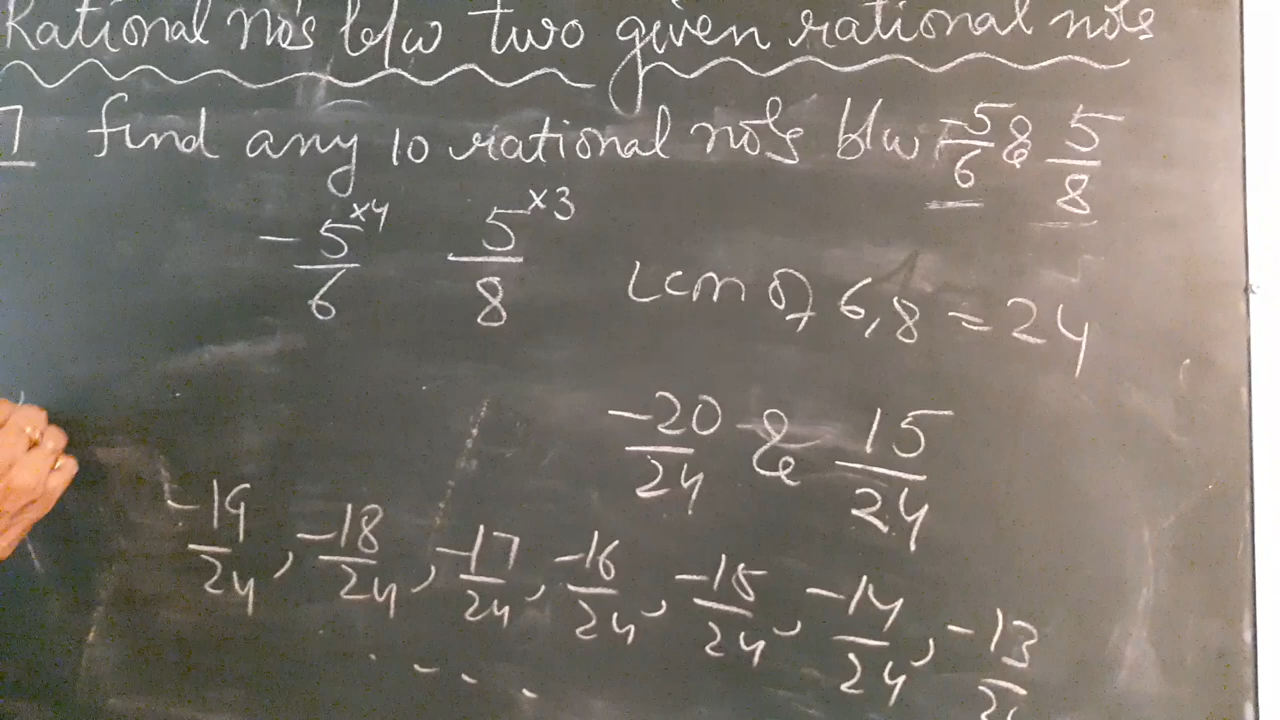 Rational no's b/w two given rational no's
7 find any 10 rational no's b/w -5/6 & 5/8
-5/6 ×4 5/8 ×3
LCM of 6,8 = 24
-20/24 & 15/24
-19/24, -18/24, -17/24, -16/24, -15/24, -14/24, -13/24